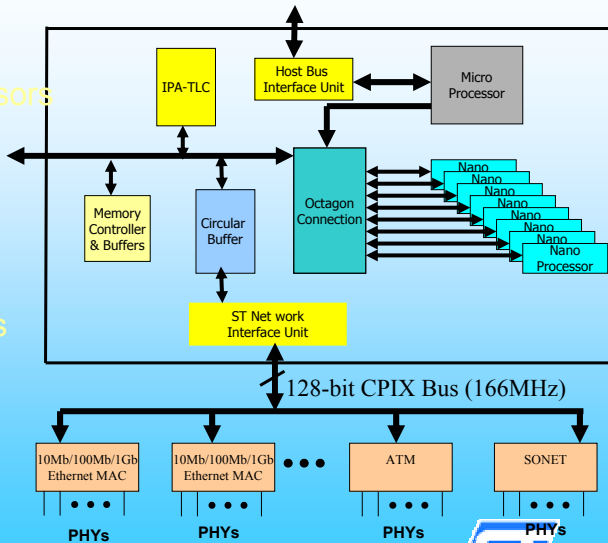 Host Bus
Interface Unit
Micro
Processor
IPA-TLC
sors
Memory
Controller
& Buffers
Circular
Buffer
Octagon
Connection
Nano
Nano
Nano
Nano
Nano
Nano
Nano
Nano
Processor
s
ST Net work
Interface Unit
128-bit CPIX Bus (166MHz)
10Mb/100Mb/1Gb
Ethernet MAC
10Mb/100Mb/1Gb
Ethernet MAC
ATM
SONET
PHYs
PHYs
PHYs
PHYs